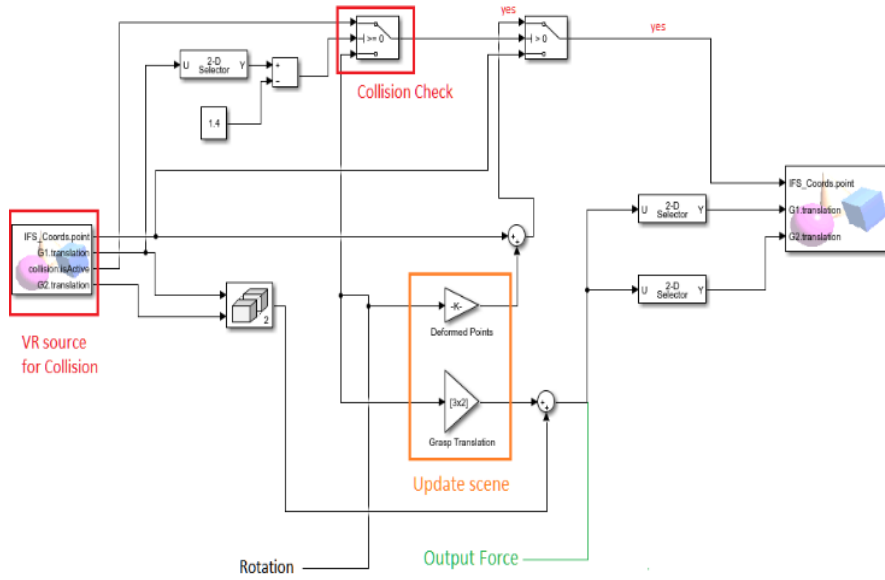 yes
yes
2-D
Selector
U
Y
+
−
>= 0
> 0
Collision Check
1.4
IFS_Coords.point
G1.translation
collision.isActive
G2.translation
VR source
for Collision
2
-K-
Deformed Points
[3x2]
Grasp Translation
Update scene
+
+
+
+
U
2-D
Selector
Y
U
2-D
Selector
Y
IFS_Coords.point
G1.translation
G2.translation
Rotation
Output Force